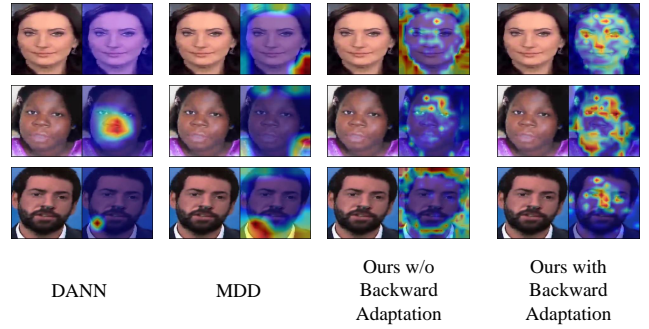 DANN
MDD
Ours w/o
Backward
Adaptation
Ours with
Backward
Adaptation